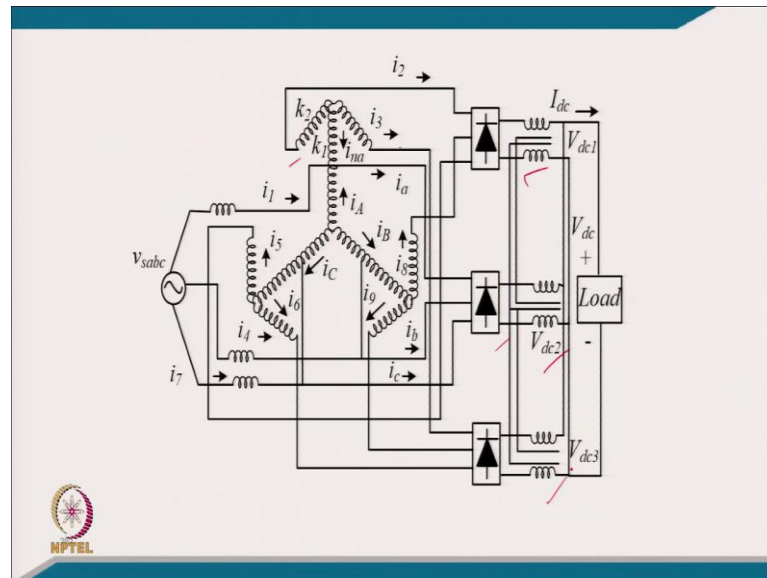 i2
Idc
k2
i3
Vdc1
k1
ina
ia
i1
iA
Vdc
iB
+
vsabc
i5
i8
iC
Load
i6
i9
i4
ib
Vdc2
-
i7
ic
Vdc3
NPTEL